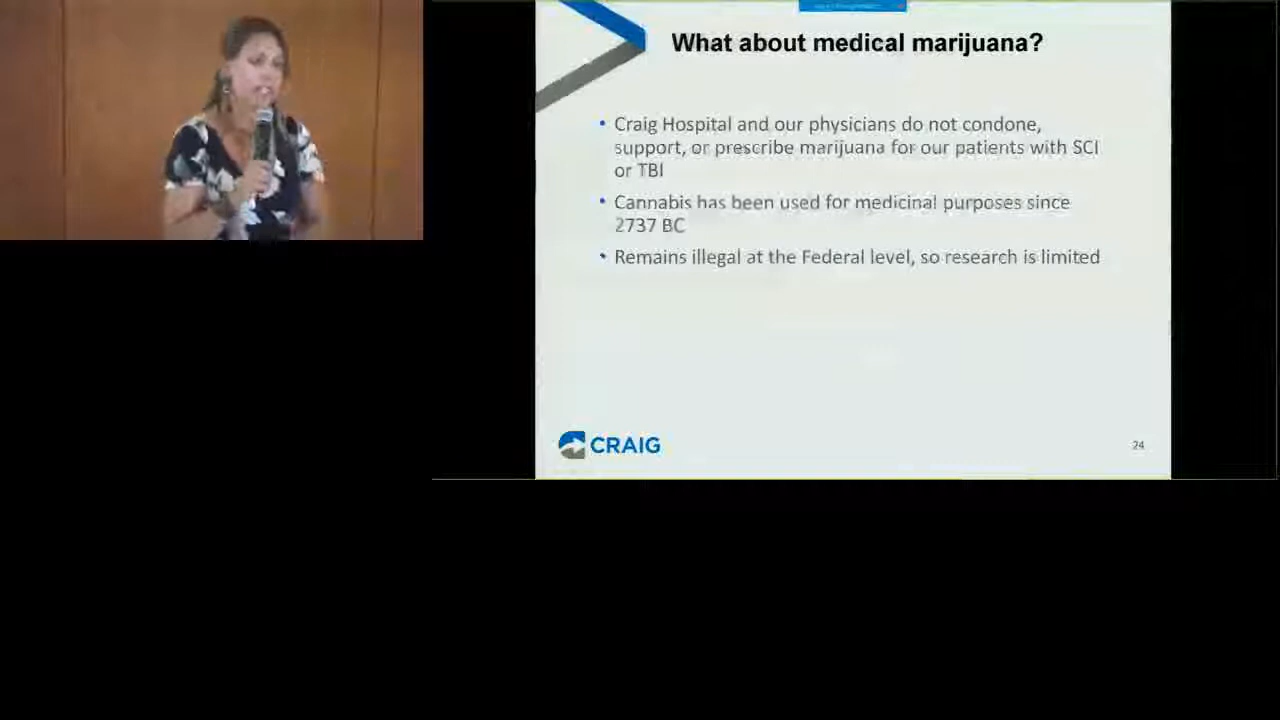 What about medical marijuana?
• Craig Hospital and our physicians do not condone,
support, or prescribe marijuana for our patients with SCI
or TBI
• Cannabis has been used for medicinal purposes since
2737 BC
• Remains illegal at the Federal level, so research is limited
CRAIG
24